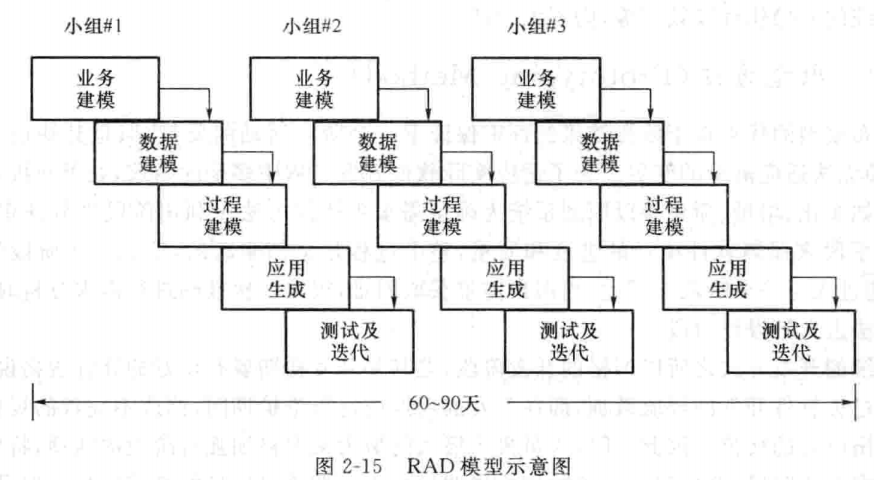 小组#1 小组#2 小组#3
业务 业务 业务
建模 建模 建模
数据 数据 数据
建模 建模 建模
过程 过程 过程
建模 建模 建模
应用 应用 应用
生成 生成 生成
测试及 测试及 测试及
迭代 迭代 迭代
60~90天
图 2-15 RAD 模型示意图